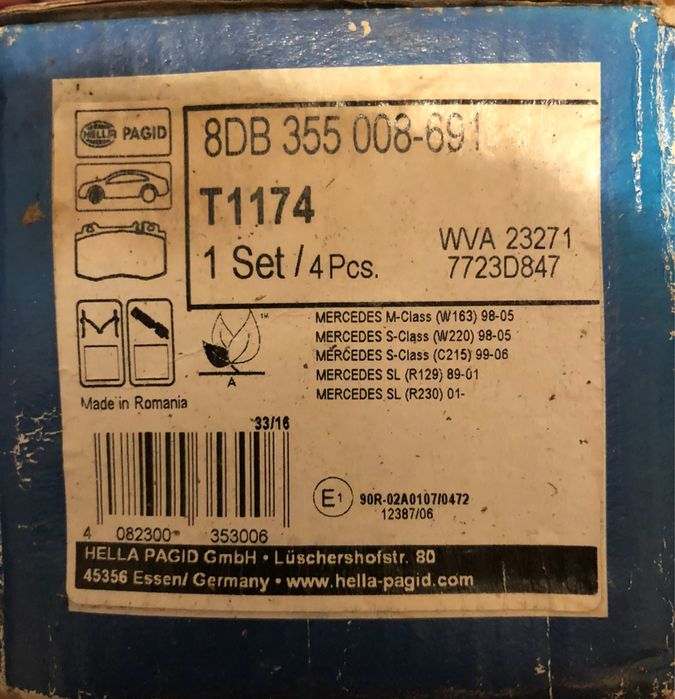 HELLA PAGID
8DB 355 008-691
T1174
1 Set / 4 Pcs.
WVA 23271
7723D847
MERCEDES M-Class (W163) 98-05
MERCEDES S-Class (W220) 98-05
MERCEDES S-Class (C215) 99-06
MERCEDES SL (R129) 89-01
MERCEDES SL (R230) 01-
TM
A
Made in Romania
33/16
4 082300 353006
E1 90R-02A0107/0472
12387/06
HELLA PAGID GmbH • Lüschershofstr. 80
45356 Essen/ Germany • www.hella-pagid.com